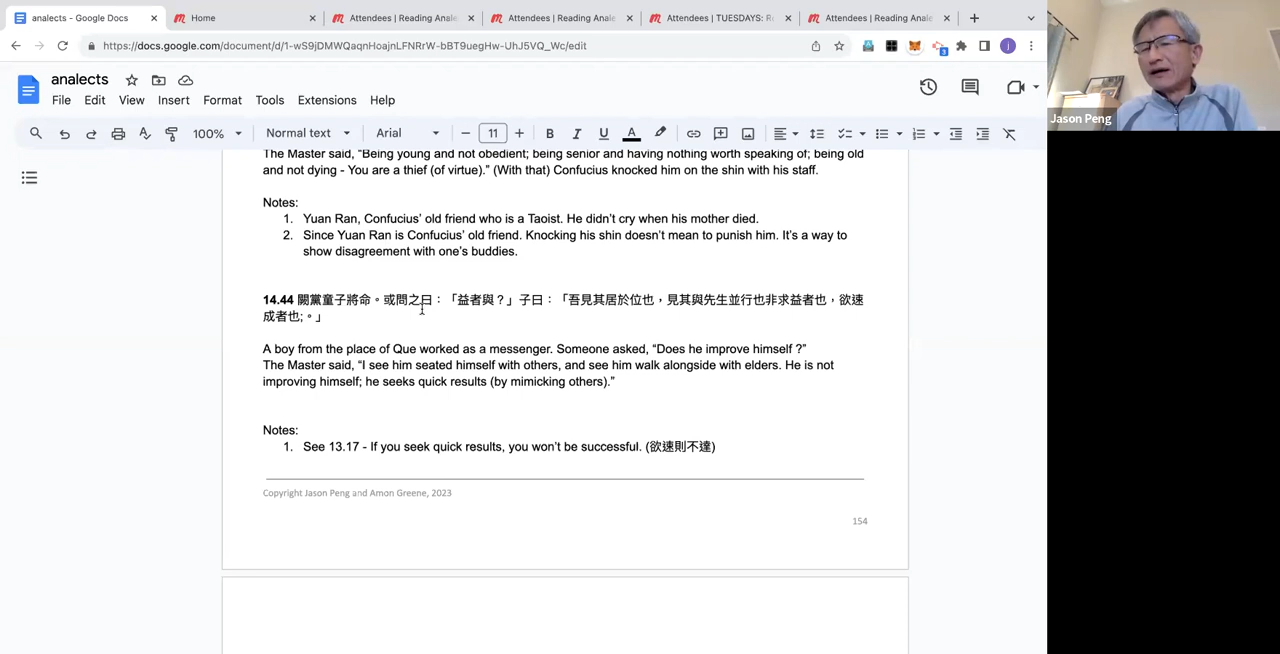 analects - Google Docs
Home
Attendees | Reading Anale
Attendees | Reading Anale
Attendees | TUESDAYS: Re
Attendees | Reading Anale
https://docs.google.com/document/d/1-wS9jDMWQaqnHoajnLFNRrW-bBT9uegHw-UhJ5VQ_Wc/edit
3
J
analects
File Edit View Insert Format Tools Extensions Help
100% Normal text Arial 11 B I U A
The Master said, “Being young and not obedient; being senior and having nothing worth speaking of; being old
and not dying - You are a thief (of virtue).” (With that) Confucius knocked him on the shin with his staff.
Notes:
1. Yuan Ran, Confucius’ old friend who is a Taoist. He didn’t cry when his mother died.
2. Since Yuan Ran is Confucius’ old friend. Knocking his shin doesn’t mean to punish him. It’s a way to
show disagreement with one’s buddies.
14.44 闕黨童子將命。或問之曰：「益者與？」子曰：「吾見其居於位也，見其與先生並行也非求益者也，欲速
成者也;。」
A boy from the place of Que worked as a messenger. Someone asked, “Does he improve himself ?”
The Master said, “I see him seated himself with others, and see him walk alongside with elders. He is not
improving himself; he seeks quick results (by mimicking others).”
Notes:
1. See 13.17 - If you seek quick results, you won’t be successful. (欲速則不達)
Copyright Jason Peng and Amon Greene, 2023
154
Jason Peng